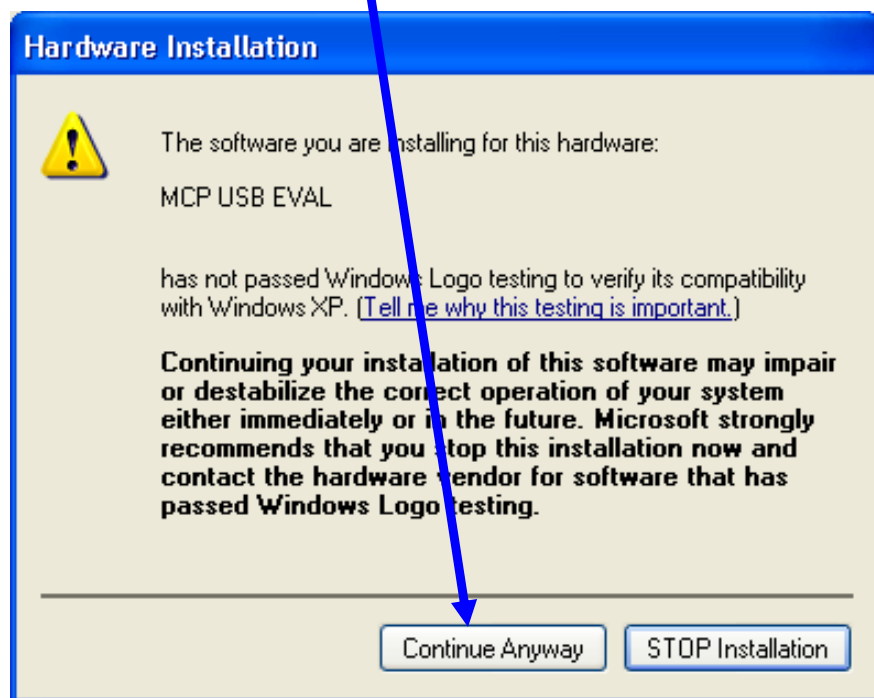 Hardware Installation
The software you are installing for this hardware:
MCP USB EVAL
has not passed Windows Logo testing to verify its compatibility
with Windows XP. (Tell me why this testing is important.)
Continuing your installation of this software may impair
or destabilize the correct operation of your system
either immediately or in the future. Microsoft strongly
recommends that you stop this installation now and
contact the hardware vendor for software that has
passed Windows Logo testing.
Continue Anyway
STOP Installation